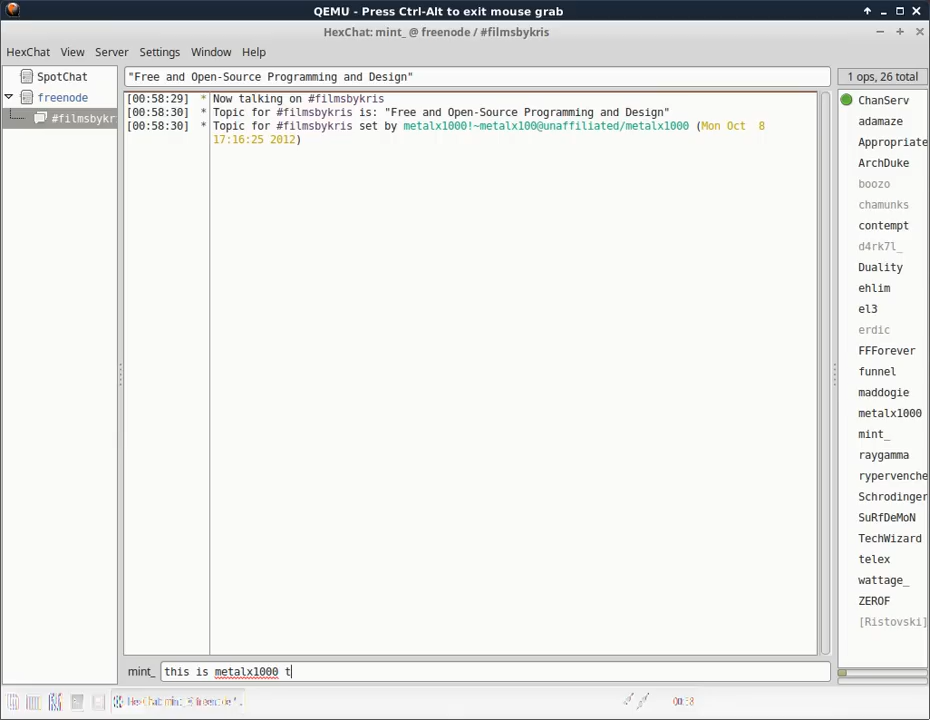 QEMU - Press Ctrl-Alt to exit mouse grab
HexChat: mint_ @ freenode / #filmsbykris
HexChat View Server Settings Window Help
SpotChat
freenode
#filmsbykr
"Free and Open-Source Programming and Design"
1 ops, 26 total
[00:58:29] * Now talking on #filmsbykris
[00:58:30] * Topic for #filmsbykris is: "Free and Open-Source Programming and Design"
[00:58:30] * Topic for #filmsbykris set by metalx1000!~metalx100@unaffiliated/metalx1000 (Mon Oct 8
17:16:25 2012)
ChanServ
adamaze
Appropriate
ArchDuke
boozo
chamunks
contempt
d4rk7l_
Duality
ehlim
el3
erdic
FFForever
funnel
maddogie
metalx1000
mint_
raygamma
rypervenche
Schrodinger
SuRfDeMoN
TechWizard
telex
wattage_
ZEROF
[Ristovski]
mint_ this is metalx1000 t